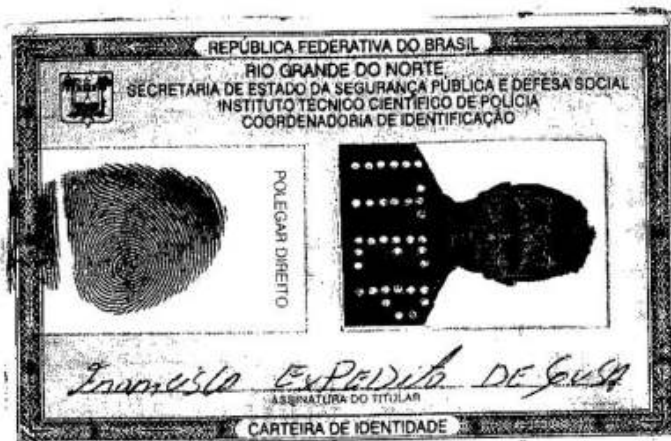 REPÚBLICA FEDERATIVA DO BRASIL
RIO GRANDE DO NORTE
SECRETARIA DE ESTADO DA SEGURANÇA PÚBLICA E DEFESA SOCIAL
INSTITUTO TÉCNICO CIENTÍFICO DE POLÍCIA
COORDENADORIA DE IDENTIFICAÇÃO
POLEGAR DIREITO
Francisco Expedito DE Sousa
ASSINATURA DO TITULAR
CARTEIRA DE IDENTIDADE